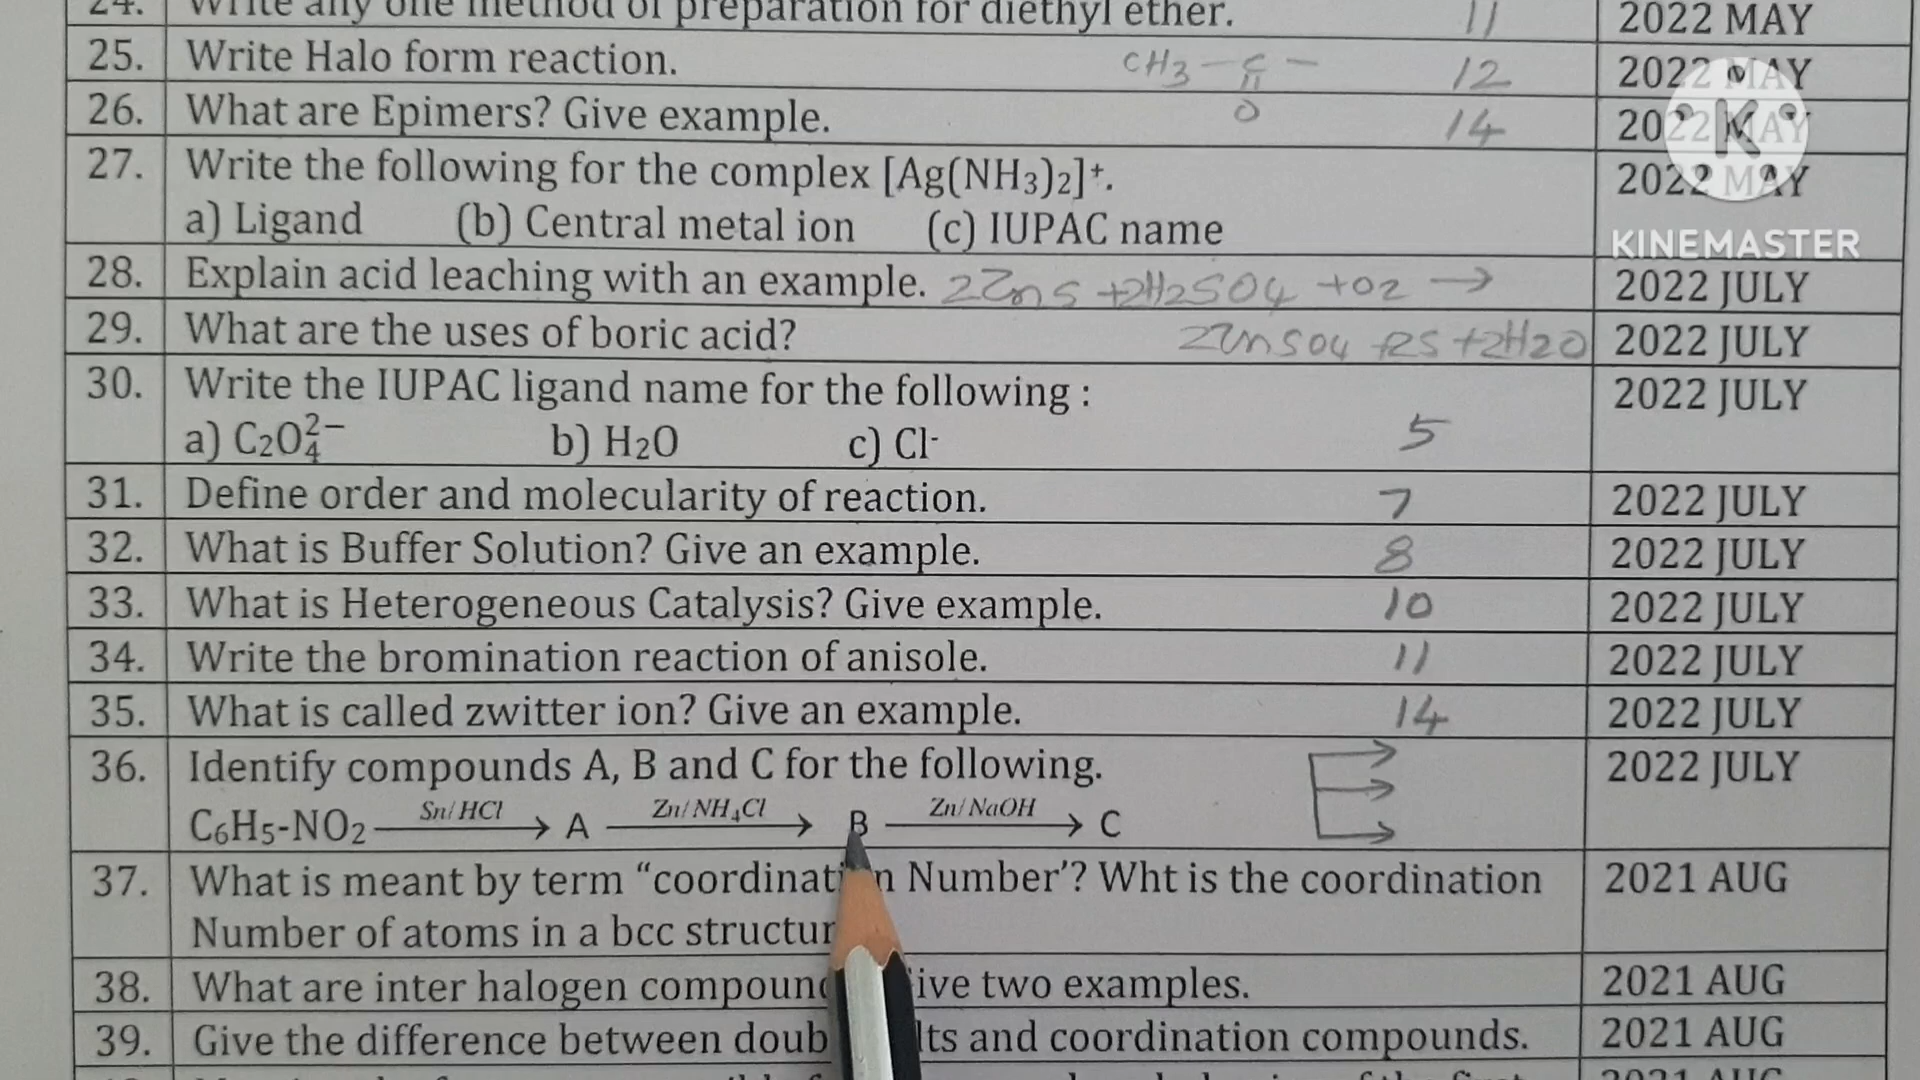 24. Write any one method of preparation for diethyl ether. 11 2022 MAY
25. Write Halo form reaction. CH3 – C – 12 2022 MAY
O
26. What are Epimers? Give example. 14 2022 MAY
K
27. Write the following for the complex [Ag(NH3)2]+. 2022 MAY
a) Ligand (b) Central metal ion (c) IUPAC name
KINEMASTER
28. Explain acid leaching with an example. 2ZnS + 2H2SO4 + O2 → 2022 JULY
29. What are the uses of boric acid? 2ZnSO4 + 2S + 2H2O 2022 JULY
30. Write the IUPAC ligand name for the following : 2022 JULY
a) C2O4^2− b) H2O c) Cl- 5
31. Define order and molecularity of reaction. 7 2022 JULY
32. What is Buffer Solution? Give an example. 8 2022 JULY
33. What is Heterogeneous Catalysis? Give example. 10 2022 JULY
34. Write the bromination reaction of anisole. 11 2022 JULY
35. What is called zwitter ion? Give an example. 14 2022 JULY
36. Identify compounds A, B and C for the following. 2022 JULY
C6H5-NO2 Sn/HCl → A Zn/NH4Cl → B Zn/NaOH → C
37. What is meant by term “coordinati n Number’? Wht is the coordination 2021 AUG
Number of atoms in a bcc structur
38. What are inter halogen compoun ive two examples. 2021 AUG
39. Give the difference between doub lts and coordination compounds. 2021 AUG
2021 AUG